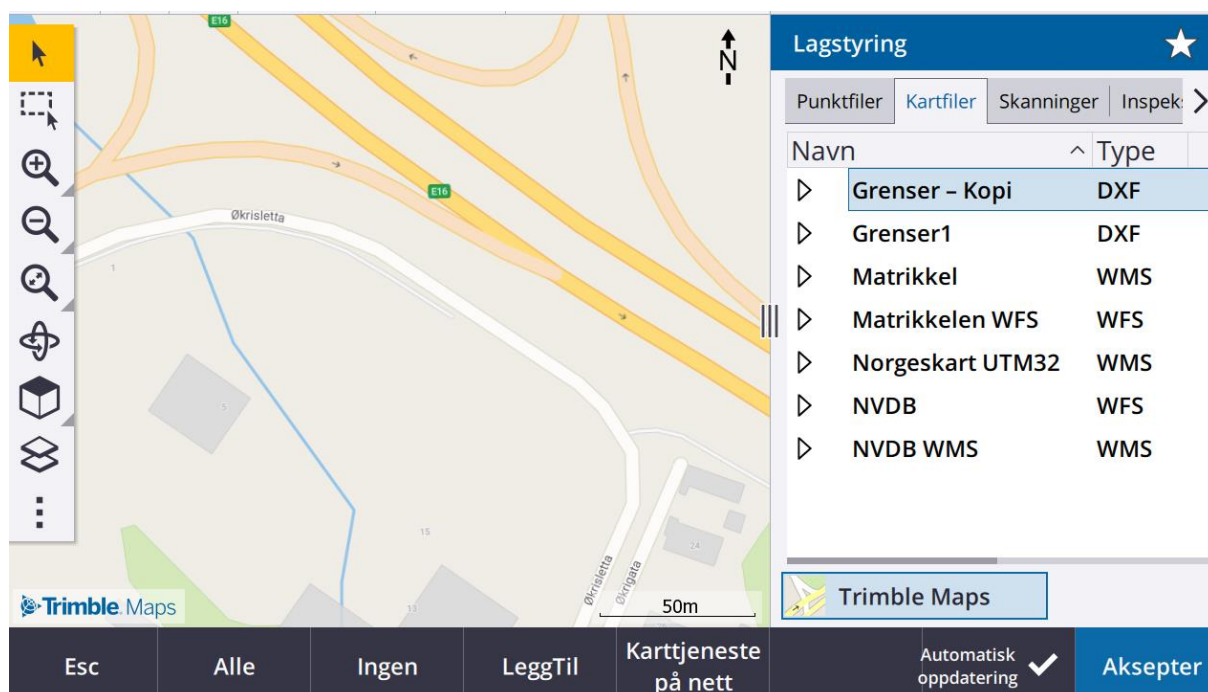 E16
N
E16
Økrisletta
1
5
15
13
24
Økrisletta
Økrigata
Trimble. Maps
50m
Lagstyring
Punktfiler Kartfiler Skanninger Inspek
Navn Type
Grenser – Kopi DXF
Grenser1 DXF
Matrikkel WMS
Matrikkelen WFS WFS
Norgeskart UTM32 WMS
NVDB WFS
NVDB WMS WMS
Trimble Maps
Esc
Alle
Ingen
LeggTil
Karttjeneste
på nett
Automatisk
oppdatering
Aksepter